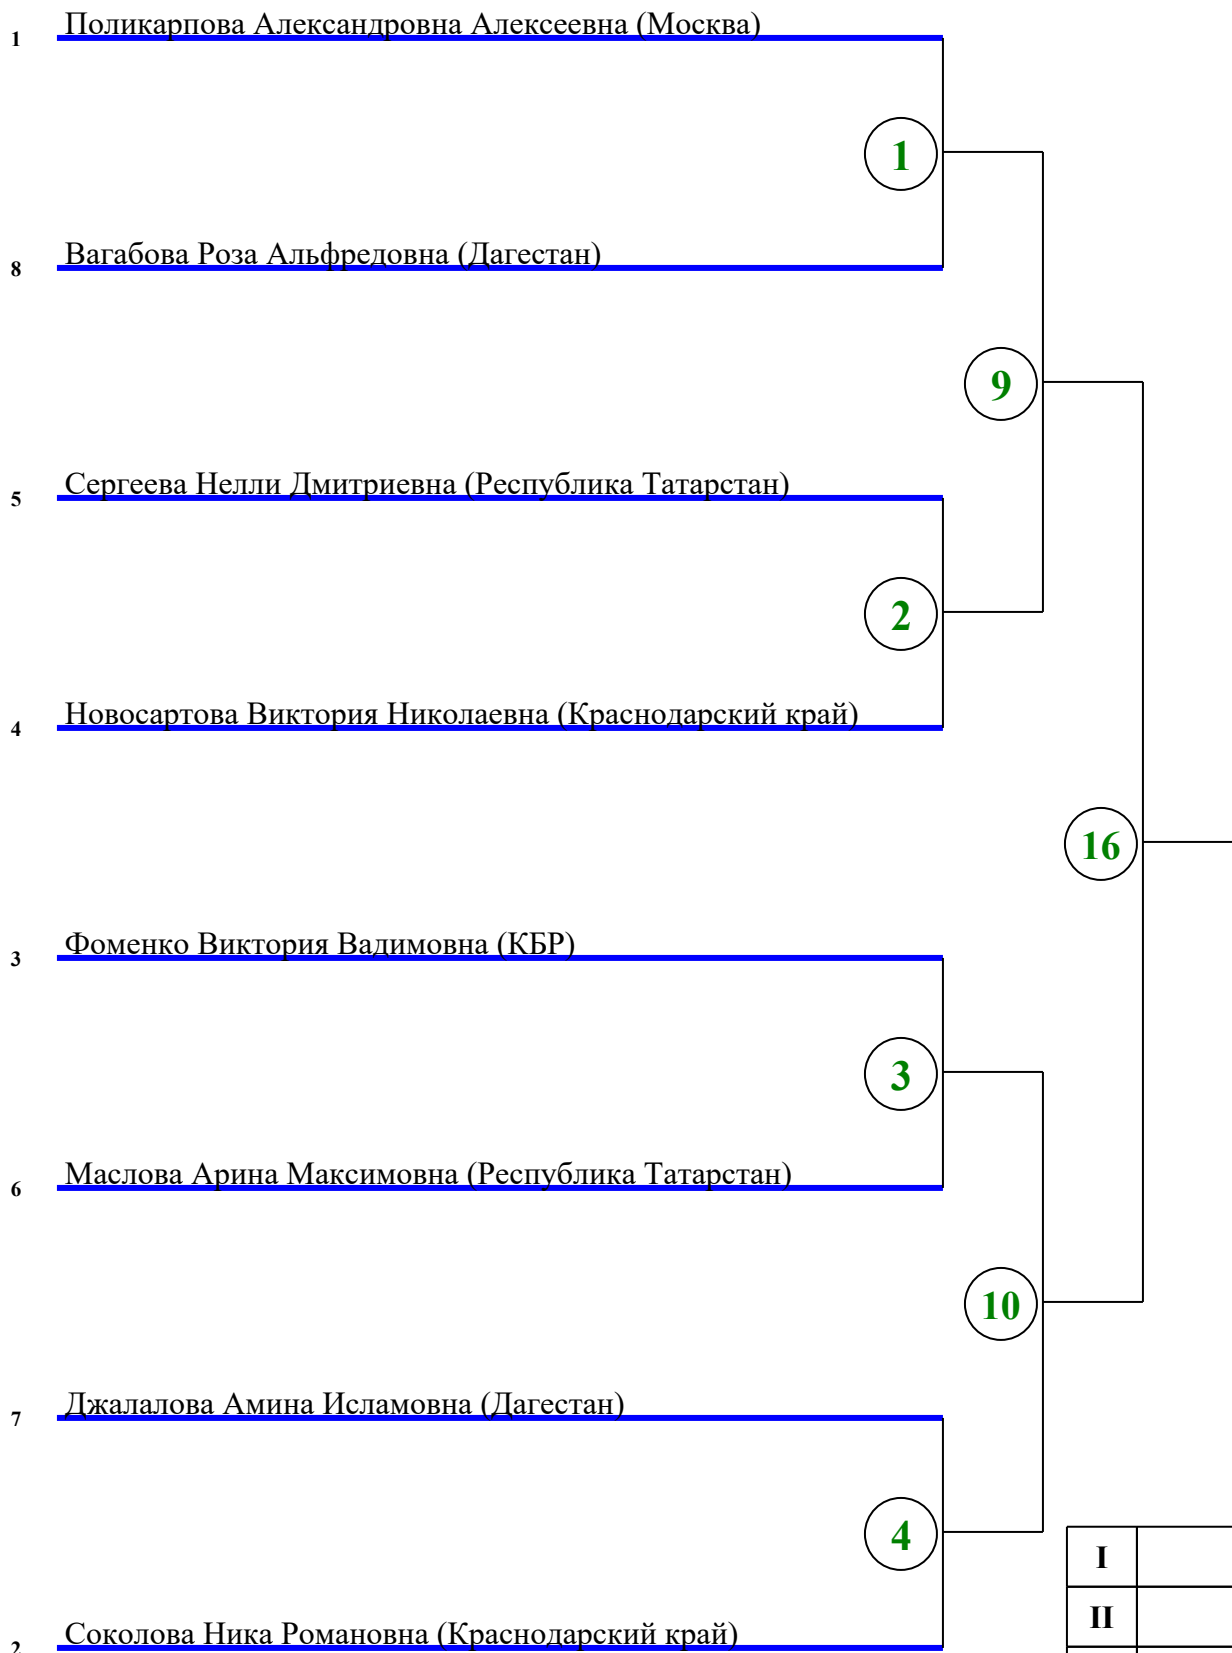 1 Поликарпова Александровна Алексеевна (Москва)
1
8 Вагабова Роза Альфредовна (Дагестан)
9
5 Сергеева Нелли Дмитриевна (Республика Татарстан)
2
4 Новосартова Виктория Николаевна (Краснодарский край)
16
3 Фоменко Виктория Вадимовна (КБР)
3
6 Маслова Арина Максимовна (Республика Татарстан)
10
7 Джалалова Амина Исламовна (Дагестан)
4
I
II
2 Соколова Ника Романовна (Краснодарский край)